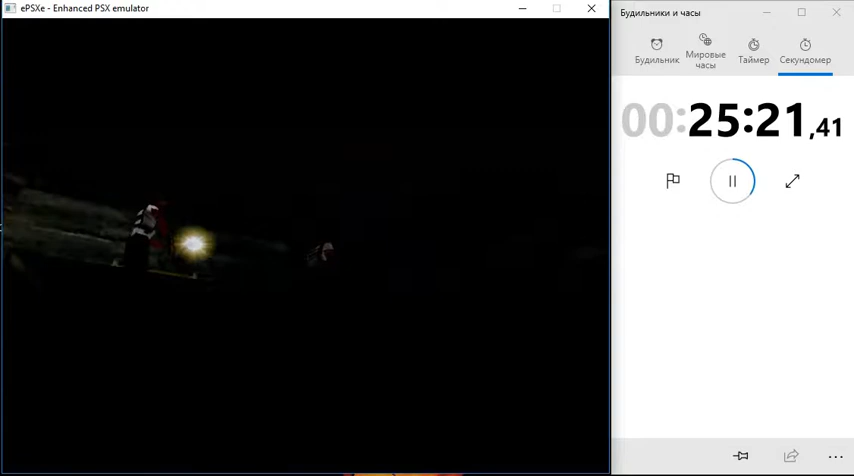 ePSXe - Enhanced PSX emulator
Будильники и часы
Будильник
Мировые
часы
Таймер
Секундомер
00:25:21,41